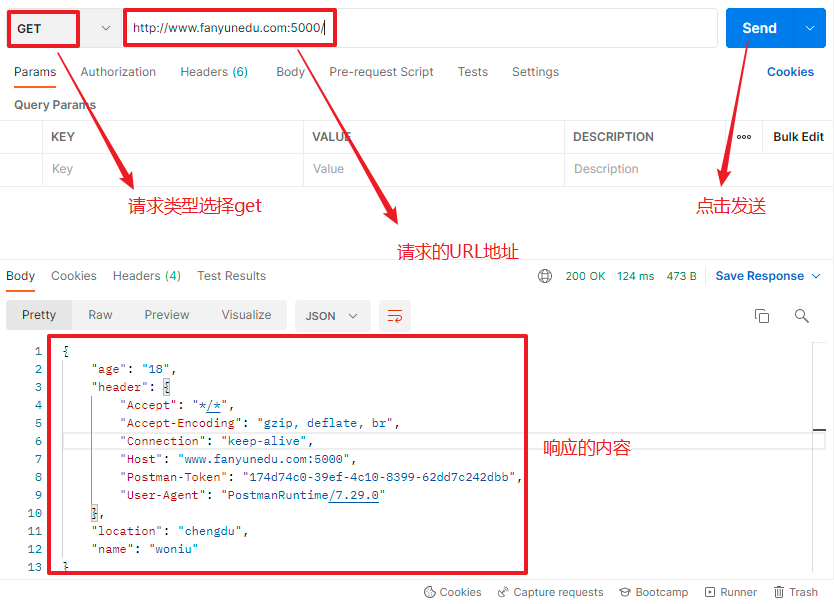 GET http://www.fanyunedu.com:5000/ Send
Params Authorization Headers (6) Body Pre-request Script Tests Settings Cookies
Query Params
KEY VALUE DESCRIPTION ooo Bulk Edit
Key Value Description
请求类型选择get 点击发送
请求的URL地址
Body Cookies Headers (4) Test Results 200 OK 124 ms 473 B Save Response
Pretty Raw Preview Visualize JSON
1 {
2 "age": "18",
3 "header": {
4 "Accept": "*/*",
5 "Accept-Encoding": "gzip, deflate, br",
6 "Connection": "keep-alive",
响应的内容
7 "Host": "www.fanyunedu.com:5000",
8 "Postman-Token": "174d74c0-39ef-4c10-8399-62dd7c242dbb",
9 "User-Agent": "PostmanRuntime/7.29.0"
10 },
11 "location": "chengdu",
12 "name": "woniu"
13 }
Cookies Capture requests Bootcamp Runner Trash